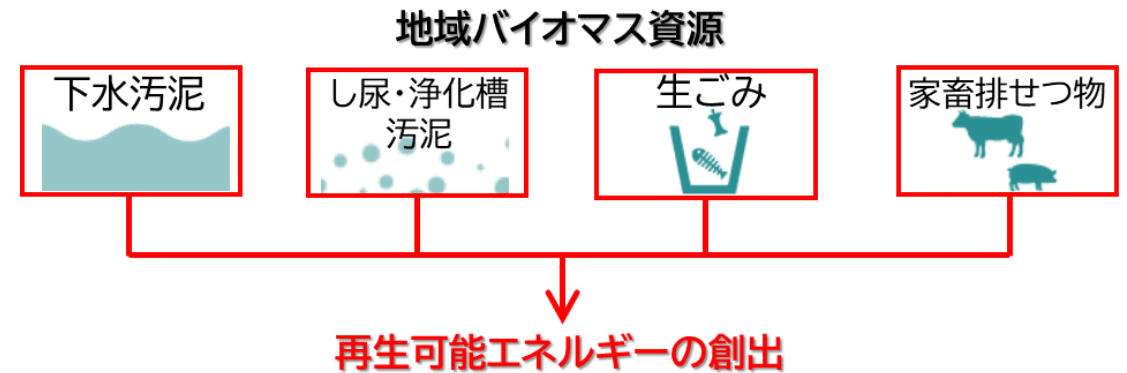 地域バイオマス資源
下水汚泥
し尿・浄化槽
汚泥
生ごみ
家畜排せつ物
再生可能エネルギーの創出